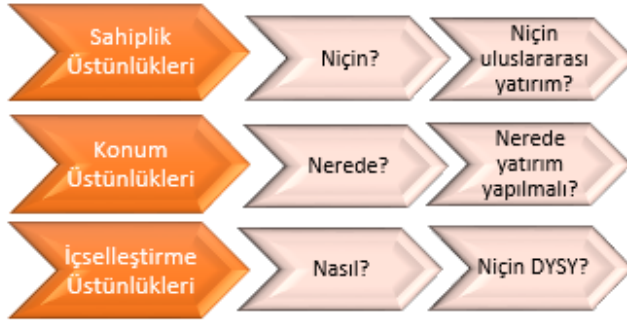 Sahiplik
Üstünlükleri
Niçin?
Niçin
uluslararası
yatırım?
Konum
Üstünlükleri
Nerede?
Nerede
yatırım
yapılmalı?
İçselleştirme
Üstünlükleri
Nasıl?
Niçin DYSY?